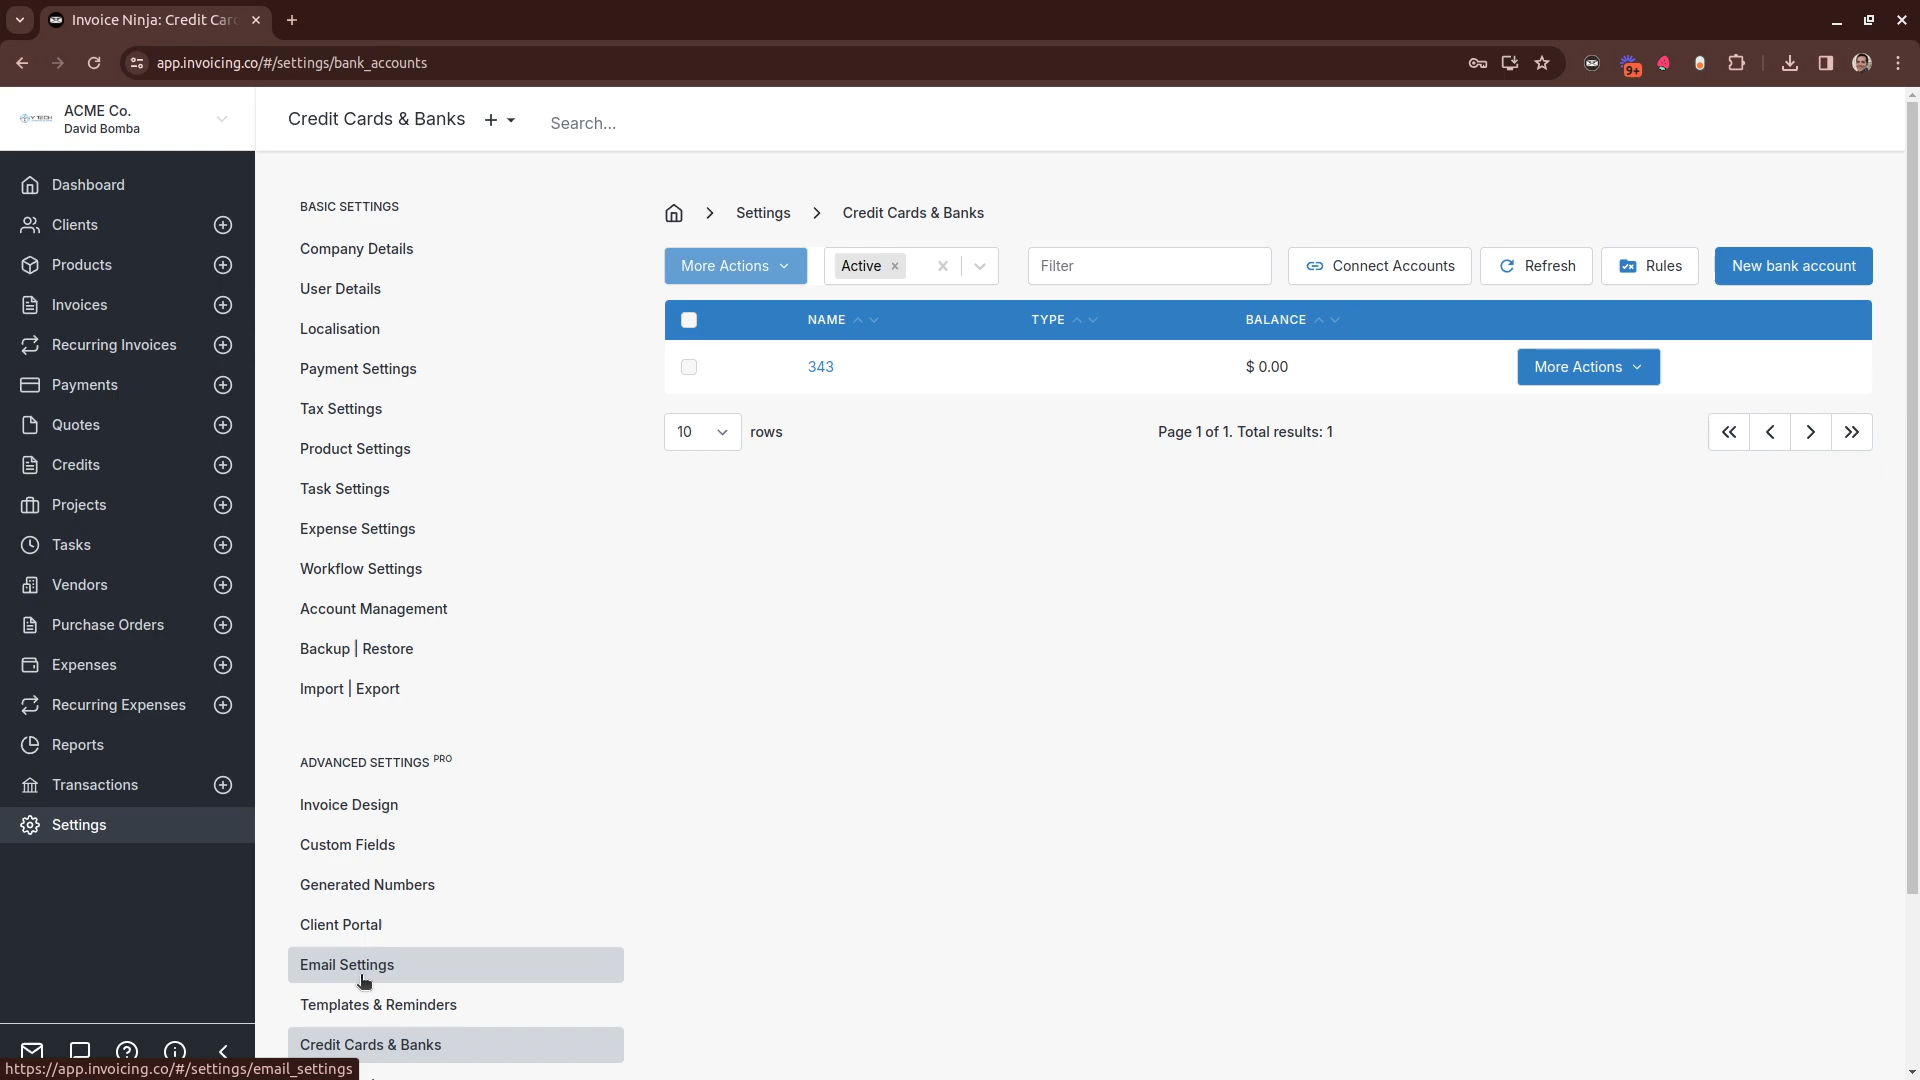 Invoice Ninja: Credit Car
app.invoicing.co/#/settings/bank_accounts
9+
ACME Co.
David Bomba
Credit Cards & Banks
Search...
Dashboard
Clients
Products
Invoices
Recurring Invoices
Payments
Quotes
Credits
Projects
Tasks
Vendors
Purchase Orders
Expenses
Recurring Expenses
Reports
Transactions
Settings
BASIC SETTINGS
Company Details
User Details
Localisation
Payment Settings
Tax Settings
Product Settings
Task Settings
Expense Settings
Workflow Settings
Account Management
Backup | Restore
Import | Export
ADVANCED SETTINGS PRO
Invoice Design
Custom Fields
Generated Numbers
Client Portal
Email Settings
Templates & Reminders
Credit Cards & Banks
Settings
Credit Cards & Banks
More Actions
Active
Filter
Connect Accounts
Refresh
Rules
New bank account
NAME TYPE BALANCE
343 $ 0.00 More Actions
10 rows
Page 1 of 1. Total results: 1
https://app.invoicing.co/#/settings/email_settings